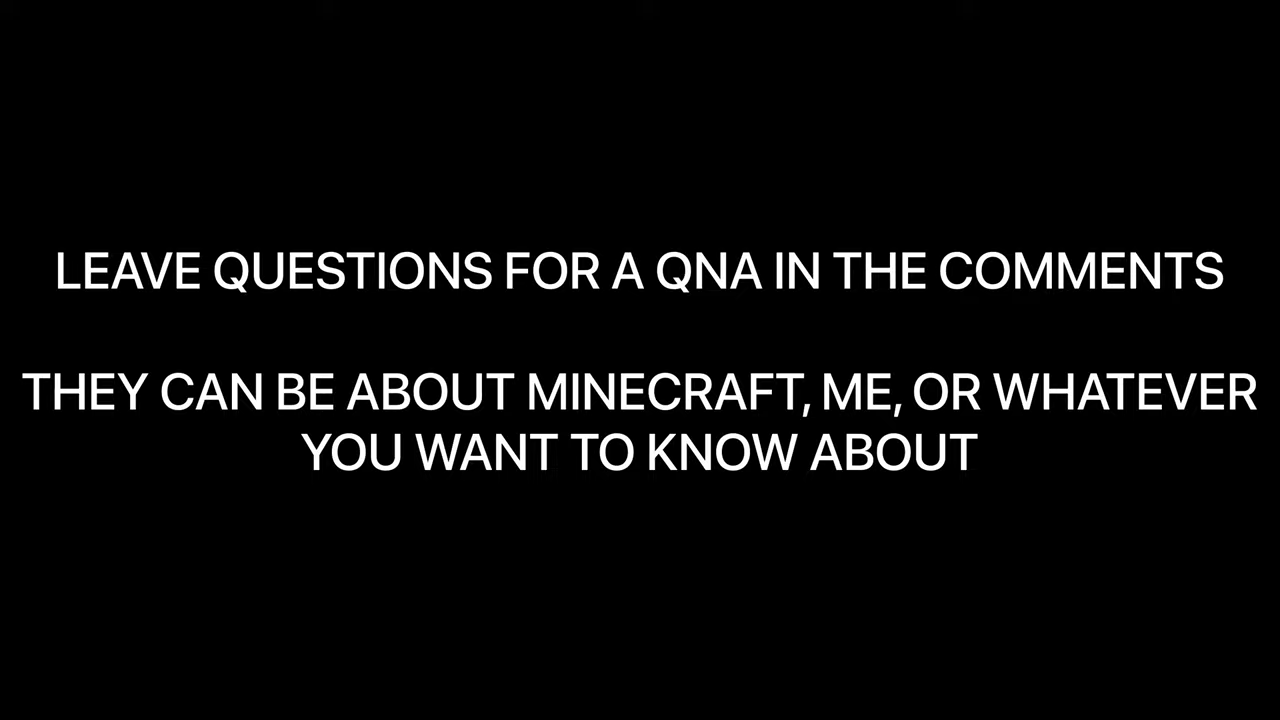 LEAVE QUESTIONS FOR A QNA IN THE COMMENTS
THEY CAN BE ABOUT MINECRAFT, ME, OR WHATEVER
YOU WANT TO KNOW ABOUT